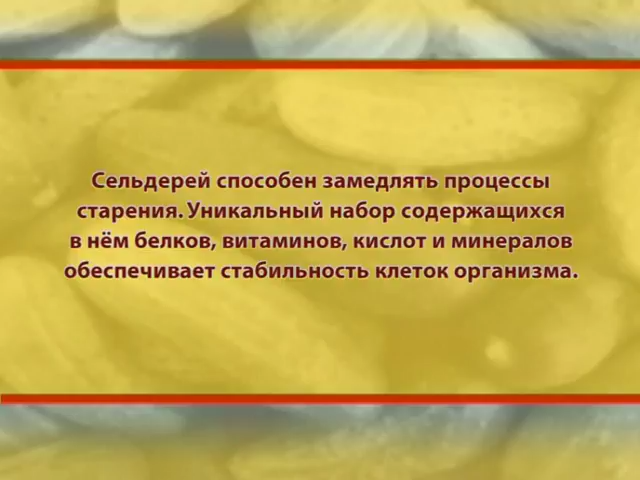 Сельдерей способен замедлять процессы
старения. Уникальный набор содержащихся
в нём белков, витаминов, кислот и минералов
обеспечивает стабильность клеток организма.